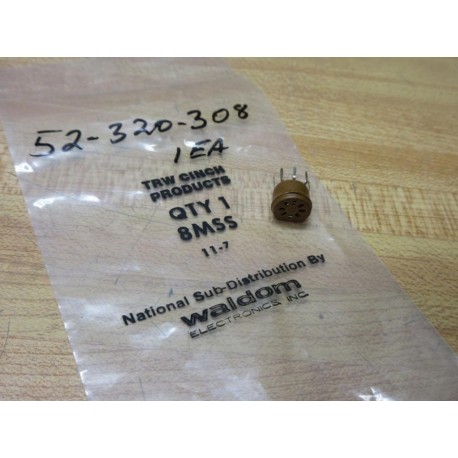 52-320-308
1EA
TRW CINCH
PRODUCTS
QTY 1
8MSS
11-7
National Sub-Distribution By
waldom
ELECTRONICS INC.